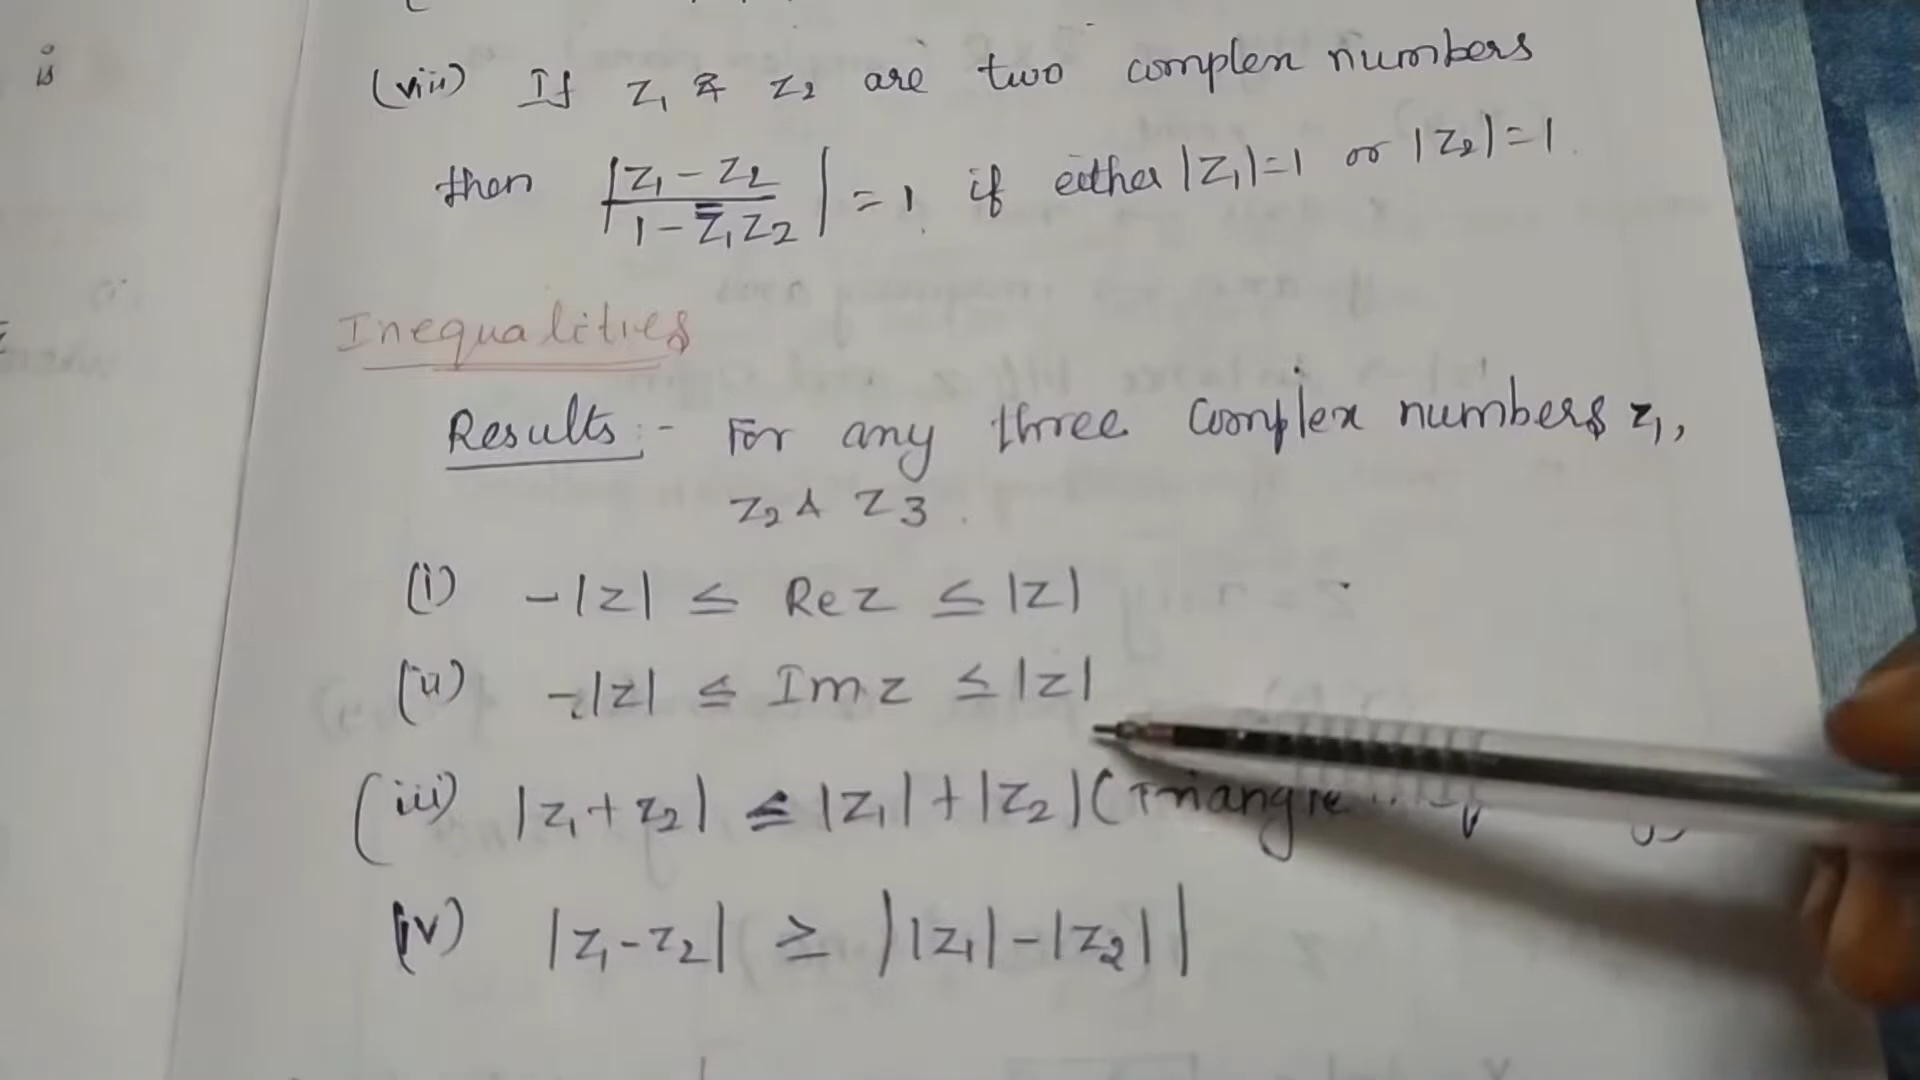 is
(viii) If z₁ & z₂ are two complex numbers
then |z₁ - z₂ / 1 - z̄₁z₂| = 1 if either |z₁|=1 or |z₂|=1.
Inequalities
Results :- For any three complex numbers z₁,
z₂ & z₃.
(i) -|z| ≤ Re z ≤ |z|
(ii) -|z| ≤ Im z ≤ |z|
(iii) |z₁ + z₂| ≤ |z₁| + |z₂| (Triangle
(iv) |z₁ - z₂| ≥ ||z₁| - |z₂||